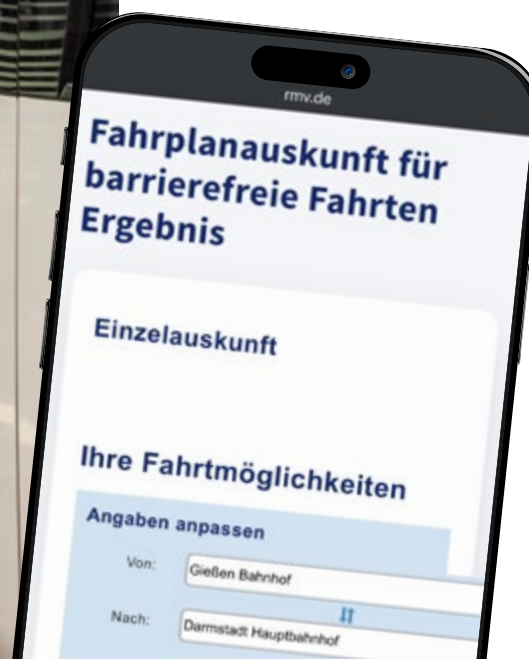 rmv.de
Fahrplanauskunft für
barrierefreie Fahrten
Ergebnis
Einzelauskunft
Ihre Fahrtmöglichkeiten
Angaben anpassen
Von:
Gießen Bahnhof
Nach:
Darmstadt Hauptbahnhof